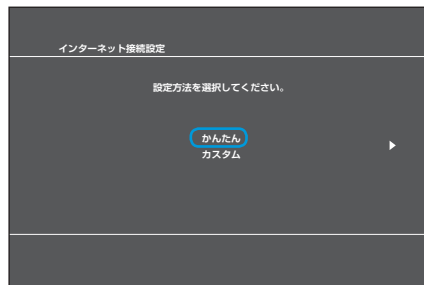 インターネット接続設定
設定方法を選択してください。
かんたん
カスタム